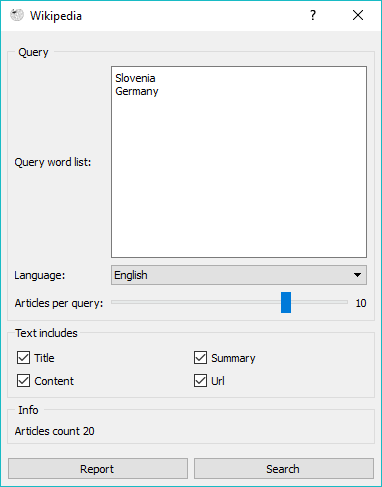 Wikipedia
?
Query
Query word list:
Slovenia
Germany
Language:
English
Articles per query:
10
Text includes
Title
Summary
Content
Url
Info
Articles count 20
Report
Search